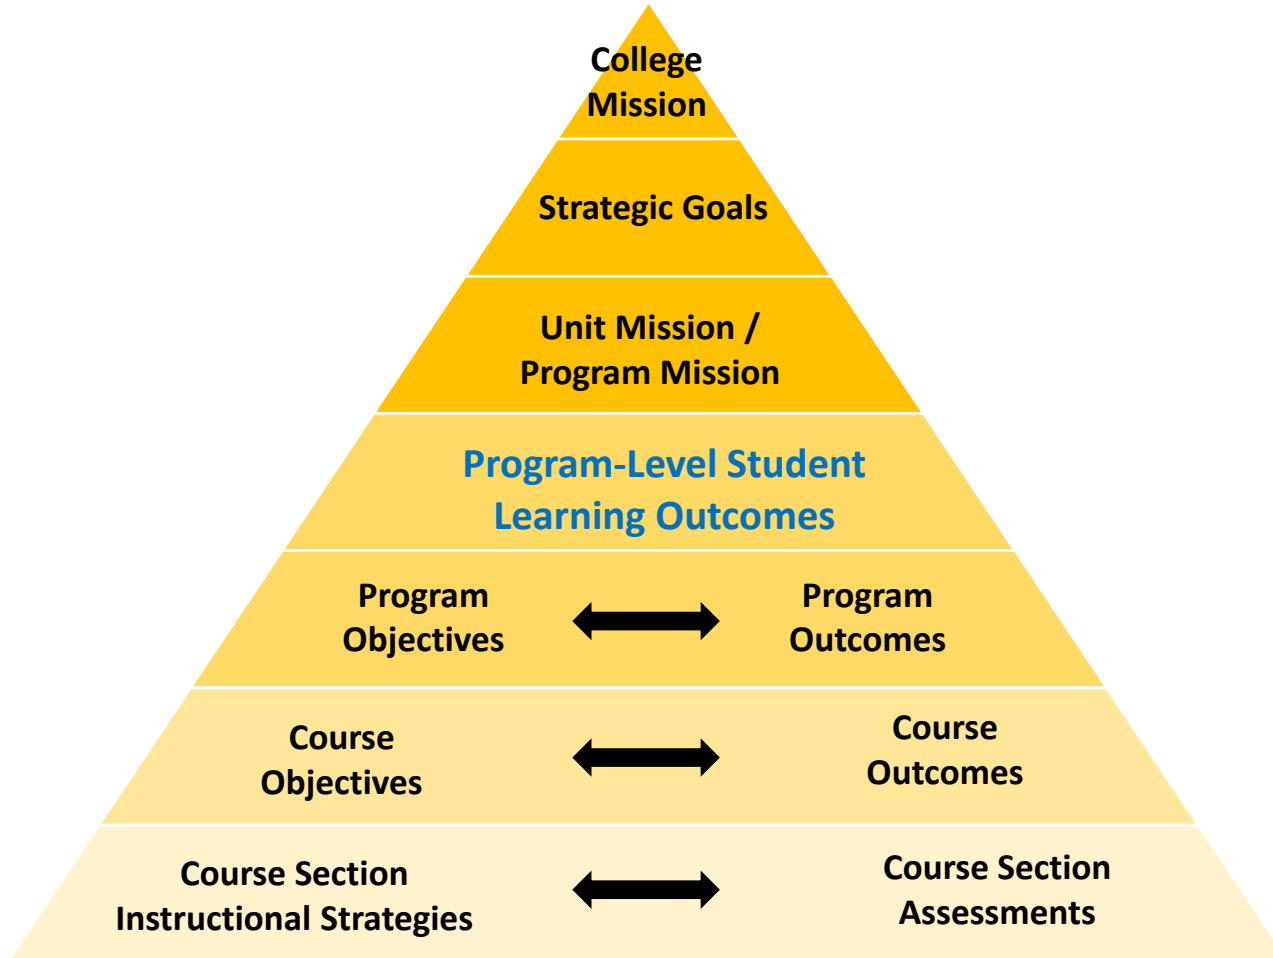 College
Mission
Strategic Goals
Unit Mission /
Program Mission
Program-Level Student
Learning Outcomes
Program
Objectives
Program
Outcomes
Course
Objectives
Course
Outcomes
Course Section
Instructional Strategies
Course Section
Assessments